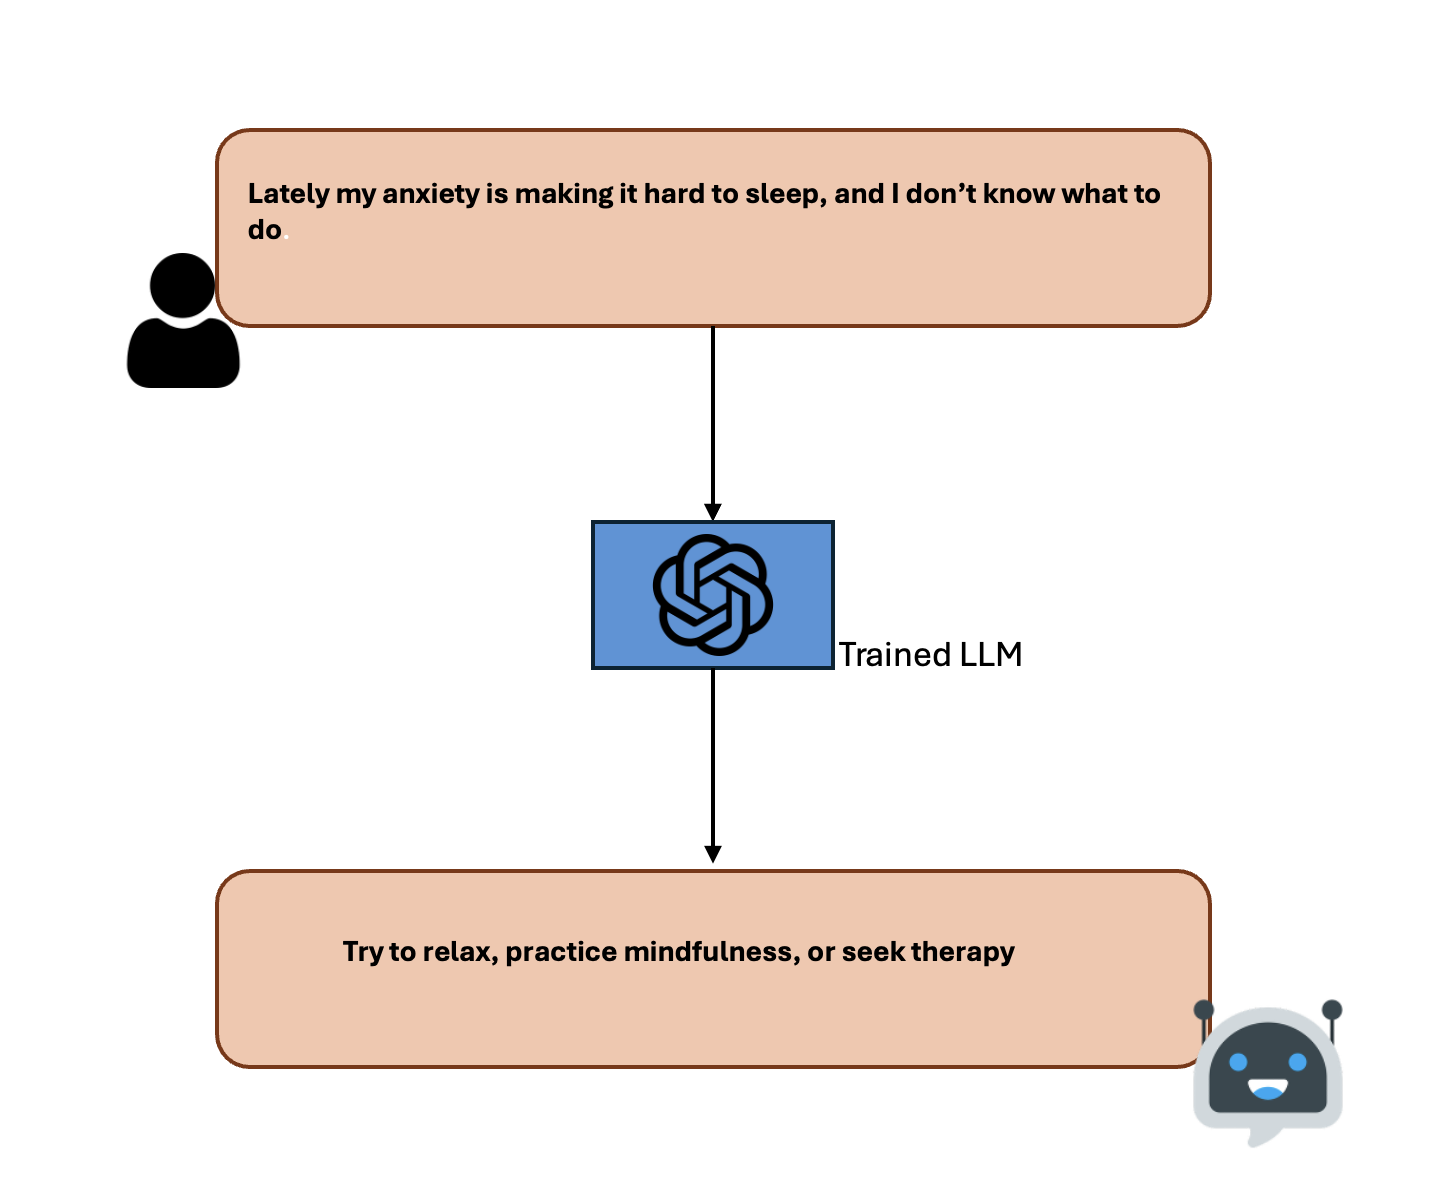 Lately my anxiety is making it hard to sleep, and I don’t know what to
do.
Trained LLM
Try to relax, practice mindfulness, or seek therapy